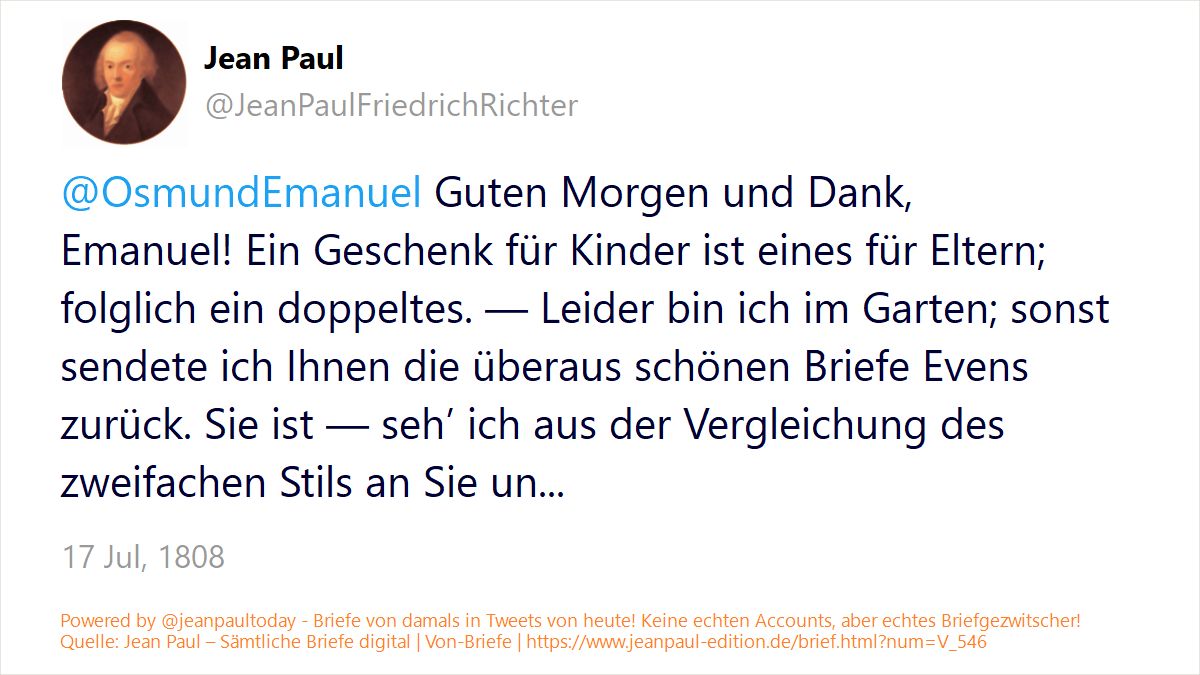 Jean Paul
@JeanPaulFriedrichRichter
@OsmundEmanuel Guten Morgen und Dank,
Emanuel! Ein Geschenk für Kinder ist eines für Eltern;
folglich ein doppeltes. — Leider bin ich im Garten; sonst
sendete ich Ihnen die überaus schönen Briefe Evens
zurück. Sie ist — seh’ ich aus der Vergleichung des
zweifachen Stils an Sie un...
17 Jul, 1808
Powered by @jeanpaultoday - Briefe von damals in Tweets von heute! Keine echten Accounts, aber echtes Briefgezwitscher!
Quelle: Jean Paul – Sämtliche Briefe digital | Von-Briefe | https://www.jeanpaul-edition.de/brief.html?num=V_546